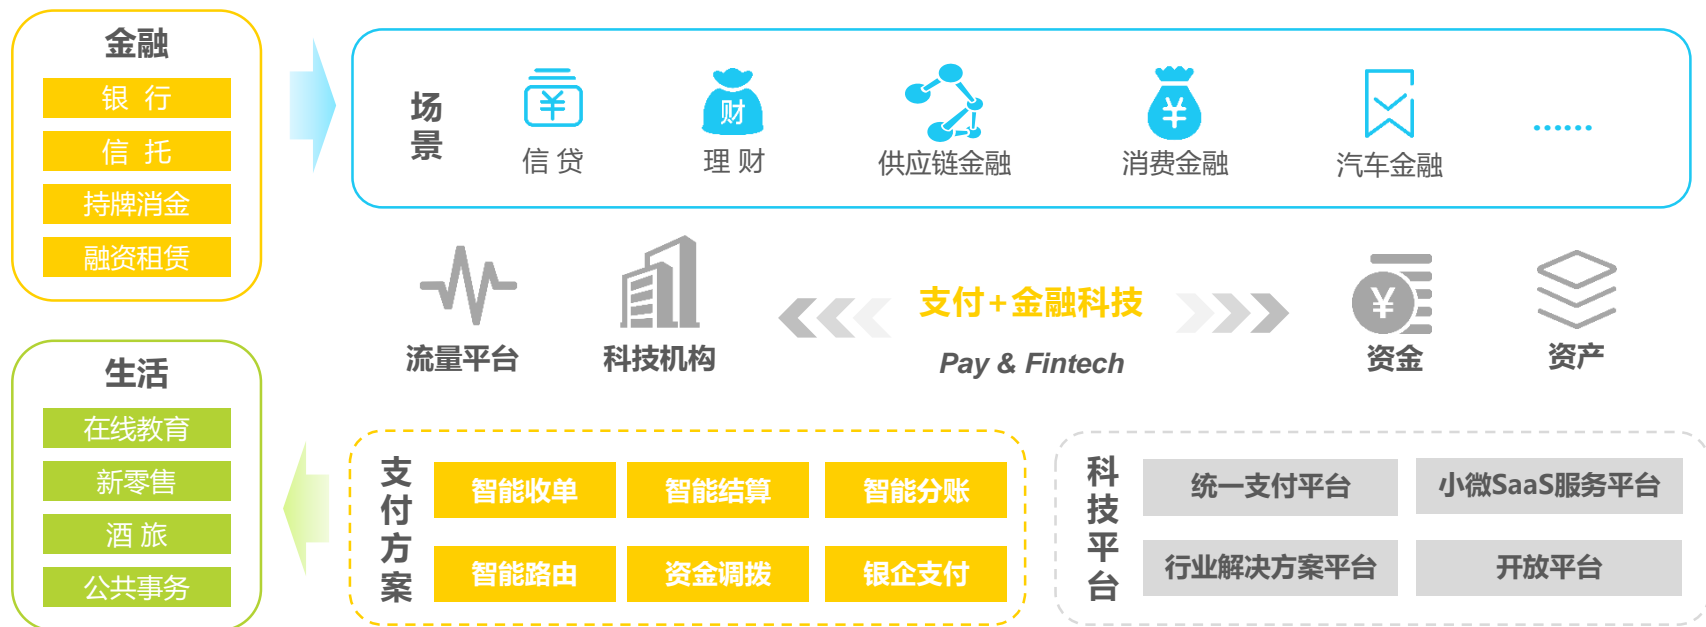 金融
银 行
信 托
持牌消金
融资租赁
生活
在线教育
新零售
酒 旅
公共事务
场景
¥
信 贷
财
理 财
供应链金融
¥
消费金融
汽车金融
......
流量平台
科技机构
支付+金融科技
Pay & Fintech
¥
资金
资产
支付方案
智能收单
智能结算
智能分账
智能路由
资金调拨
银企支付
科技平台
统一支付平台
小微SaaS服务平台
行业解决方案平台
开放平台